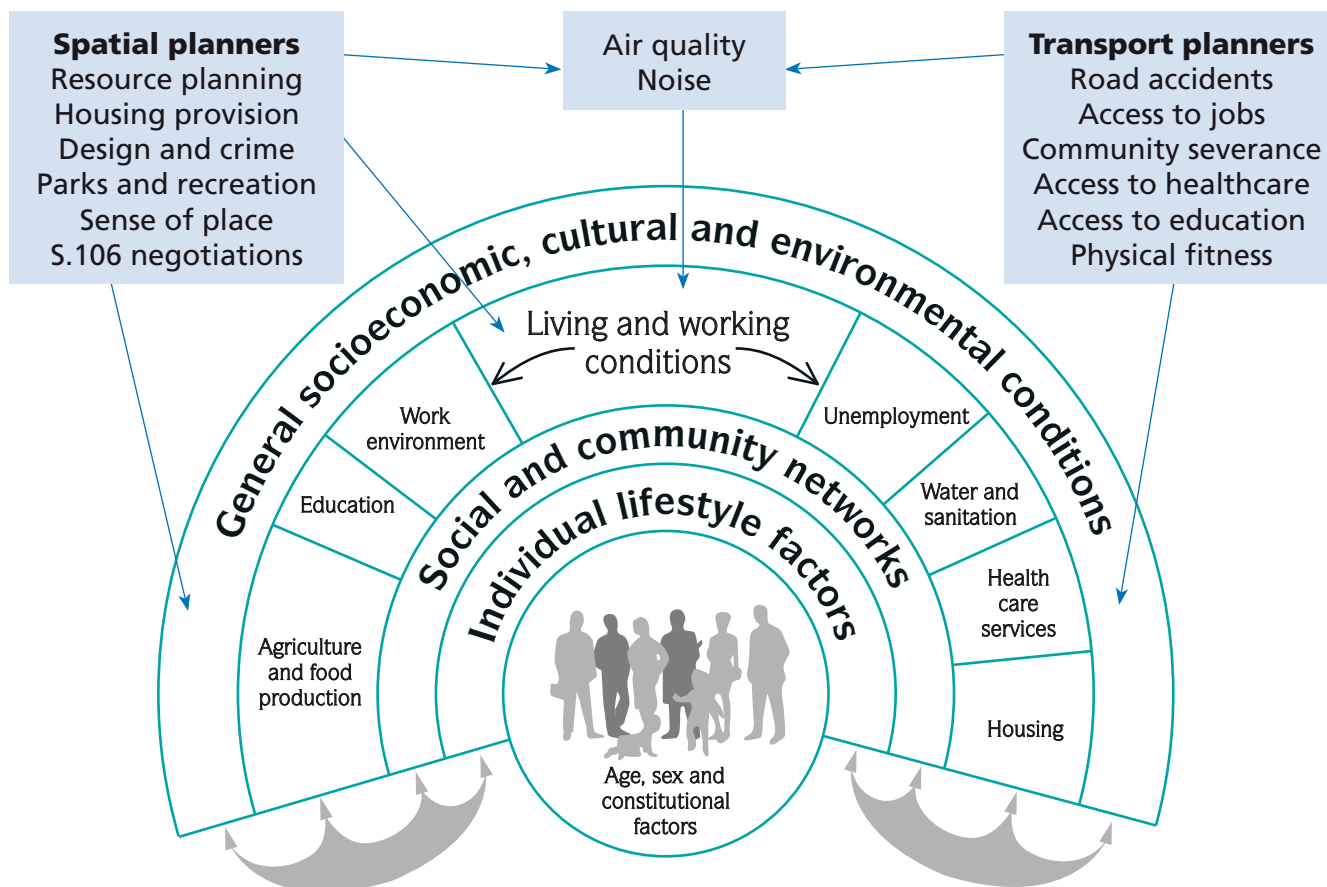 Spatial planners
Resource planning
Housing provision
Design and crime
Parks and recreation
Sense of place
S.106 negotiations
Air quality
Noise
Transport planners
Road accidents
Access to jobs
Community severance
Access to healthcare
Access to education
Physical fitness
General socioeconomic, cultural and environmental conditions
Living and working
conditions
Work
environment
Education
Agriculture
and food
production
Unemployment
Water and
sanitation
Health
care
services
Housing
Social and community networks
Individual lifestyle factors
Age, sex and
constitutional
factors